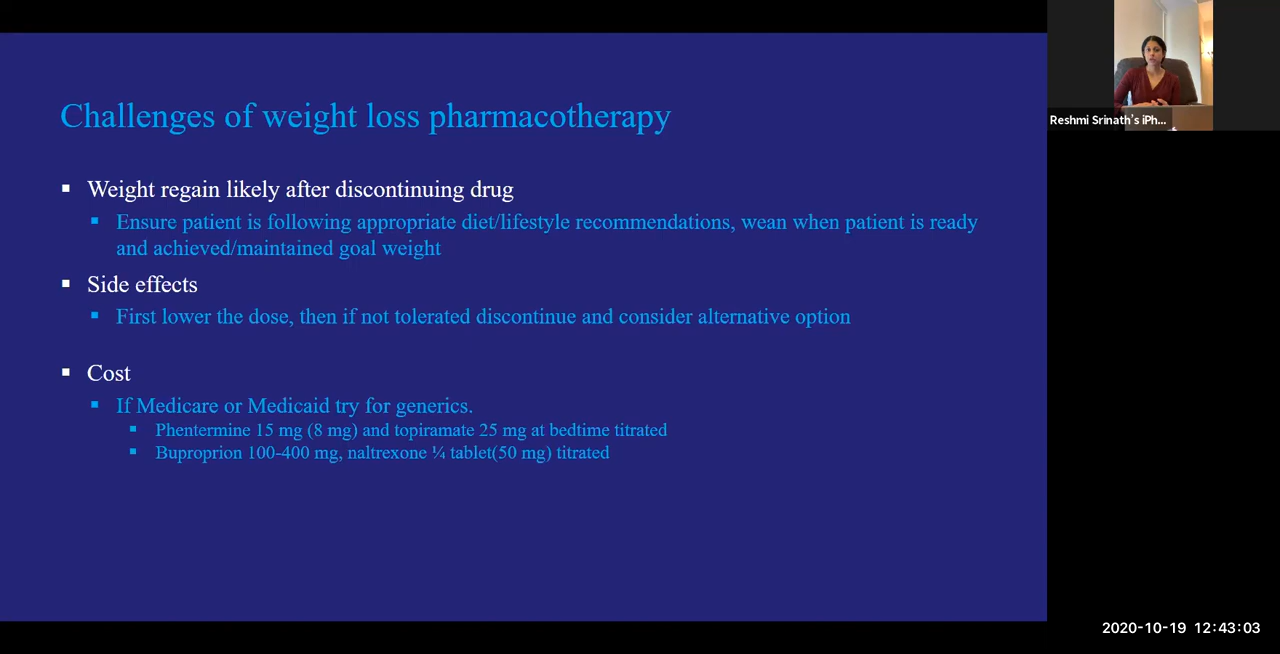 Challenges of weight loss pharmacotherapy
Weight regain likely after discontinuing drug
Ensure patient is following appropriate diet/lifestyle recommendations, wean when patient is ready
and achieved/maintained goal weight
Side effects
First lower the dose, then if not tolerated discontinue and consider alternative option
Cost
If Medicare or Medicaid try for generics.
Phentermine 15 mg (8 mg) and topiramate 25 mg at bedtime titrated
Buproprion 100-400 mg, naltrexone ¼ tablet(50 mg) titrated
Reshmi Srinath's iPh...
2020-10-19 12:43:03